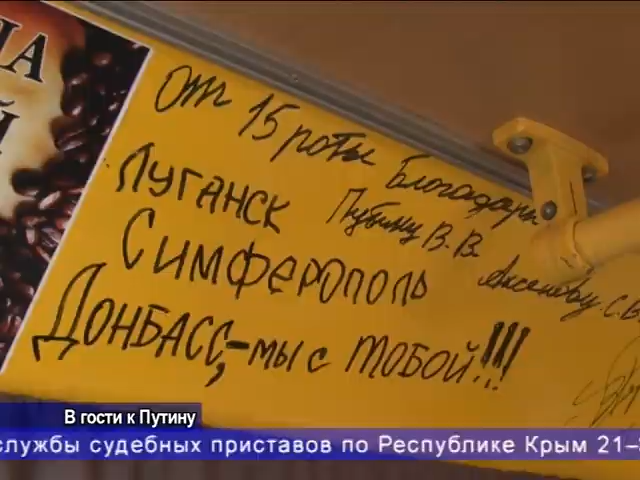 От 15 роты Благодарн
Путину В.В.
Аксенову С.В
Луганск
Симферополь
Донбасс, - мы с тобой!!!
В гости к Путину
службы судебных приставов по Республике Крым 21–